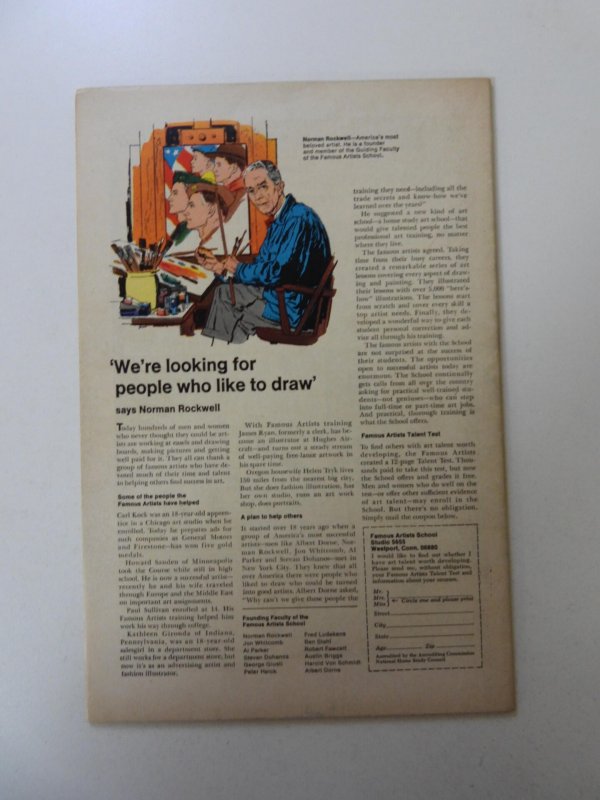 Norman Rockwell—America's most
beloved artist. He is a founder
and member of the Guiding Faculty
of the Famous Artists School.
'We're looking for
people who like to draw'
says Norman Rockwell
Today hundreds of men and women
who never thought they could be art-
ists are working at easels and drawing
boards, making pictures and getting
well paid for it. They all can thank a
group of famous artists who have de-
voted much of their time and talent
to helping others find success in art.
Some of the people the
Famous Artists have helped
Carl Kock was an 18-year-old appren-
tice in a Chicago art studio when he
enrolled. Today he prepares ads for
such companies as General Motors
and Firestone—has won five gold
medals.
Howard Sanden of Minneapolis
took the Course while still in high
school. He is now a successful artist—
recently he and his wife traveled
through Europe and the Middle East
on important art assignments.
Paul Sullivan enrolled at 14. His
Famous Artists training helped him
work his way through college.
Kathleen Gironda of Indiana,
Pennsylvania, was an 18-year-old
salesgirl in a department store. She
still works for a department store, but
now it's as an advertising artist and
fashion illustrator.
With Famous Artists training
James Ryan, formerly a clerk, has be-
come an illustrator at Hughes Air-
craft—and turns out a steady stream
of well-paying free-lance artwork in
his spare time.
Oregon housewife Helen Tryk lives
150 miles from the nearest big city.
But she does fashion illustration, has
her own studio, runs an art work
shop, does portraits.
A plan to help others
It started over 18 years ago when a
group of America's most successful
artists—men like Albert Dorne, Nor-
man Rockwell, Jon Whitcomb, Al
Parker and Stevan Dohanos—met in
New York City. They knew that all
over America there were people who
liked to draw who could be turned
into good artists. Albert Dorne asked,
"Why can't we give those people the
Founding Faculty of the
Famous Artists School
Norman Rockwell
Jon Whitcomb
Al Parker
Stevan Dohanos
George Giusti
Peter Helck
Fred Ludekens
Ben Stahl
Robert Fawcett
Austin Briggs
Harold Von Schmidt
Albert Dorne
training they need—including all the
trade secrets and know-how we've
learned over the years?"
He suggested a new kind of art
school—a home study art school—that
would give talented people the best
professional art training, no matter
where they live.
The famous artists agreed. Taking
time from their busy careers, they
created a remarkable series of art
lessons covering every aspect of draw-
ing and painting. They illustrated
their lessons with over 5,000 "here's-
how" illustrations. The lessons start
from scratch and cover every skill a
top artist needs. Finally, they de-
veloped a wonderful way to give each
student personal correction and ad-
vice all through his training.
The famous artists with the School
are not surprised at the success of
their students. The opportunities
open to successful artists today are
enormous. The School continually
gets calls from all over the country
asking for practical well-trained stu-
dents—not geniuses—who can step
into full-time or part-time art jobs.
And practical, thorough training is
what the School offers.
Famous Artists Talent Test
To find others with art talent worth
developing, the Famous Artists
created a 12-page Talent Test. Thou-
sands paid to take this test, but now
the School offers and grades it free.
Men and women who do well on the
test—or offer other sufficient evidence
of art talent—may enroll in the
School. But there's no obligation.
Simply mail the coupon below.
Famous Artists School
Studio 5455
Westport, Conn. 06880
I would like to find out whether I
have art talent worth developing.
Please send me, without obligation,
your Famous Artists Talent Test and
information about your courses.
Mr.
Mrs.
Miss
Circle one and please print
Street
City
State
Age Zip
Accredited by the Accrediting Commission
National Home Study Council